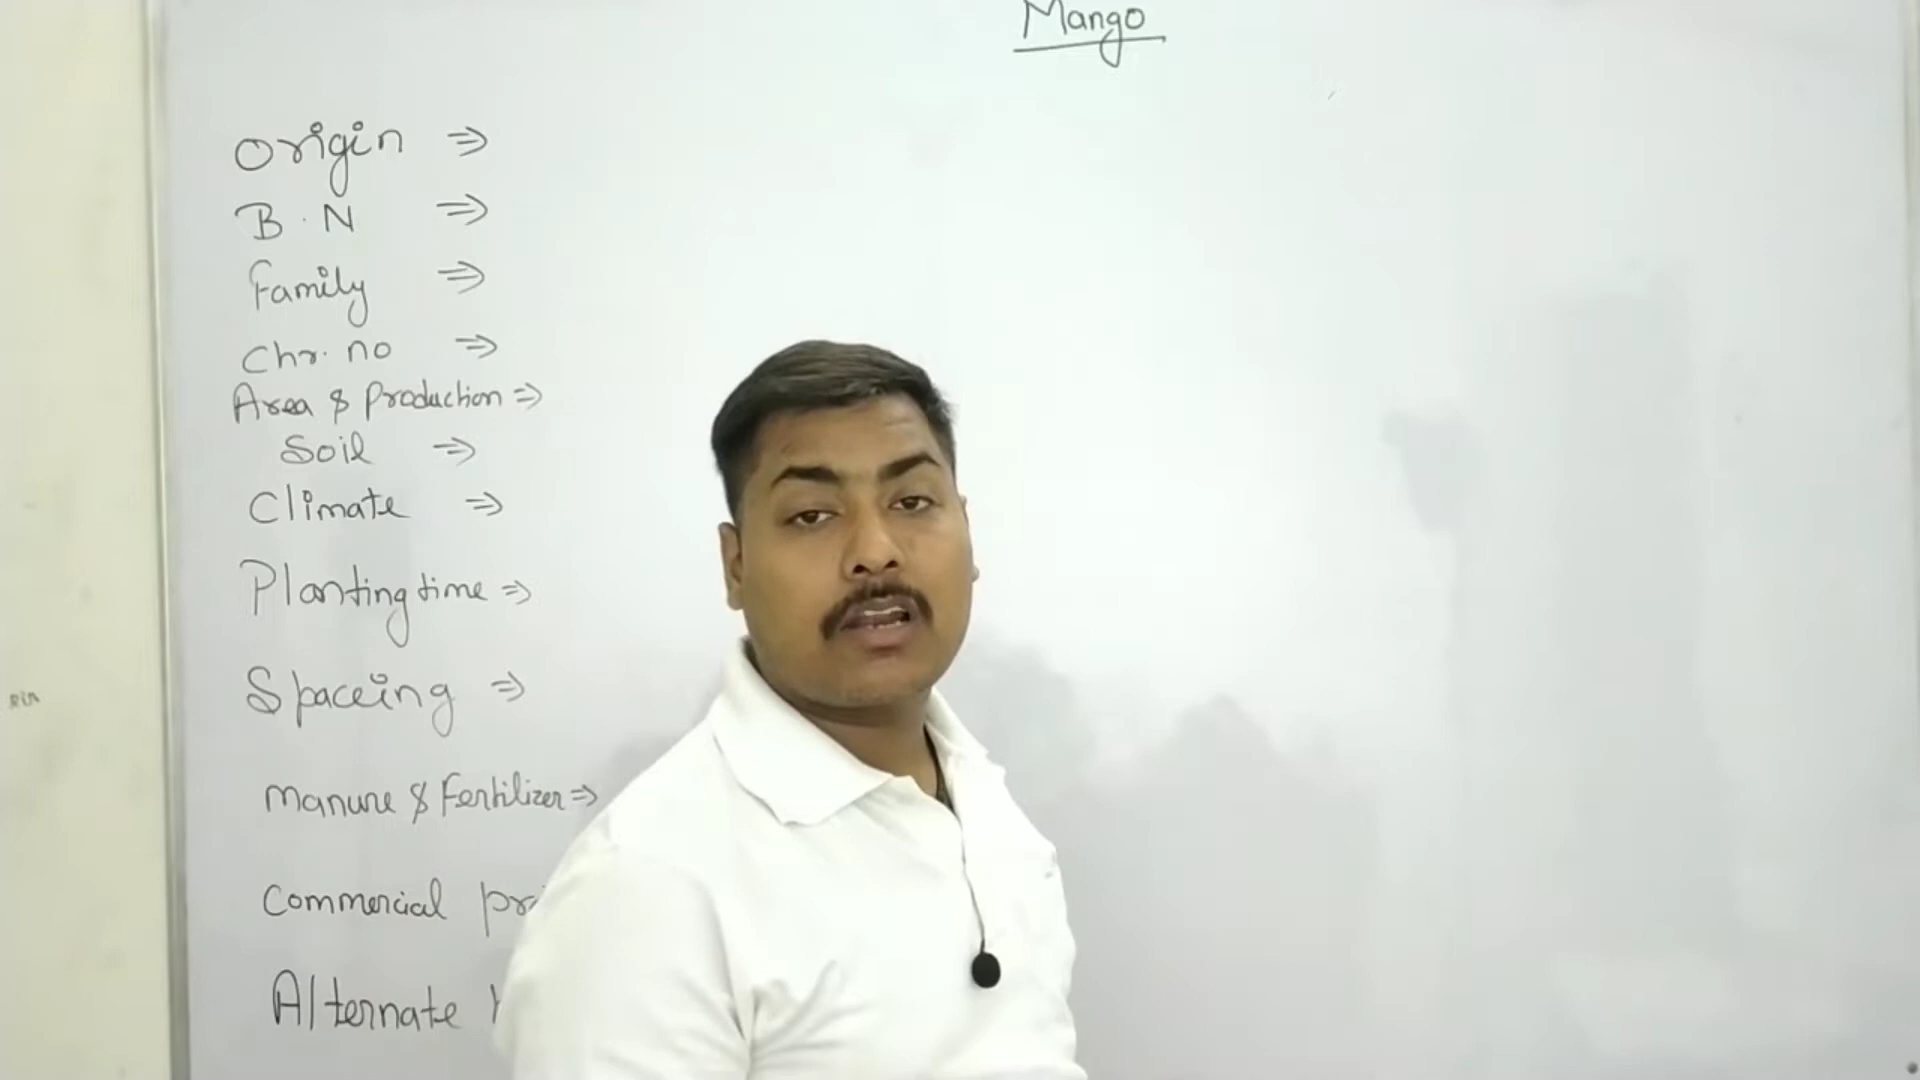 Mango
Origin ⇒
B.N ⇒
Family ⇒
Chr. no ⇒
Area & Production ⇒
Soil ⇒
Climate ⇒
Planting time ⇒
Spaceing ⇒
Manure & Fertilizer ⇒
Commercial
Alternate